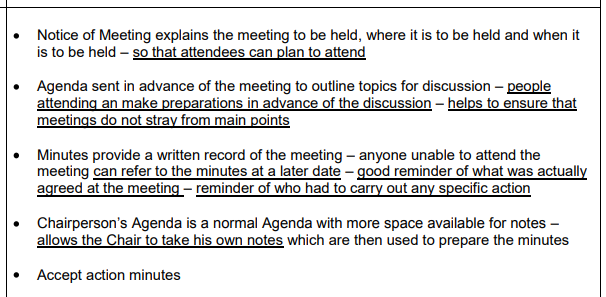 • Notice of Meeting explains the meeting to be held, where it is to be held and when it
is to be held – so that attendees can plan to attend
• Agenda sent in advance of the meeting to outline topics for discussion – people
attending an make preparations in advance of the discussion – helps to ensure that
meetings do not stray from main points
• Minutes provide a written record of the meeting – anyone unable to attend the
meeting can refer to the minutes at a later date – good reminder of what was actually
agreed at the meeting – reminder of who had to carry out any specific action
• Chairperson's Agenda is a normal Agenda with more space available for notes –
allows the Chair to take his own notes which are then used to prepare the minutes
• Accept action minutes